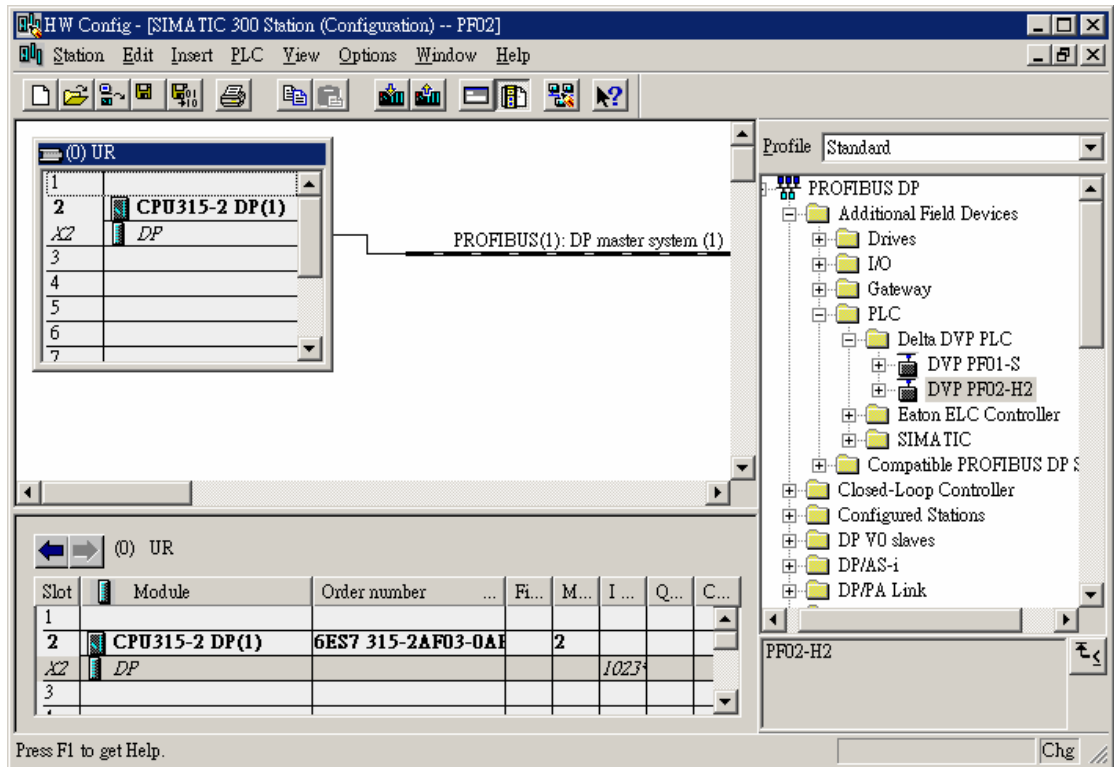 HW Config - [SIMATIC 300 Station (Configuration) -- PF02]
Station Edit Insert PLC View Options Window Help
(0) UR
1
2 CPU315-2 DP(1)
X2 DP
3
4
5
6
7
PROFIBUS(1): DP master system (1)
Profile Standard
PROFIBUS DP
Additional Field Devices
Drives
I/O
Gateway
PLC
Delta DVP PLC
DVP PF01-S
DVP PF02-H2
Eaton ELC Controller
SIMATIC
Compatible PROFIBUS DP S
Closed-Loop Controller
Configured Stations
DP V0 slaves
DP/AS-i
DP/PA Link
(0) UR
Slot Module Order number ... Fi... M... I ... Q... C...
1
2 CPU315-2 DP(1) 6ES7 315-2AF03-0AB 2
X2 DP 1023*
3
PF02-H2
Press F1 to get Help.
Chg